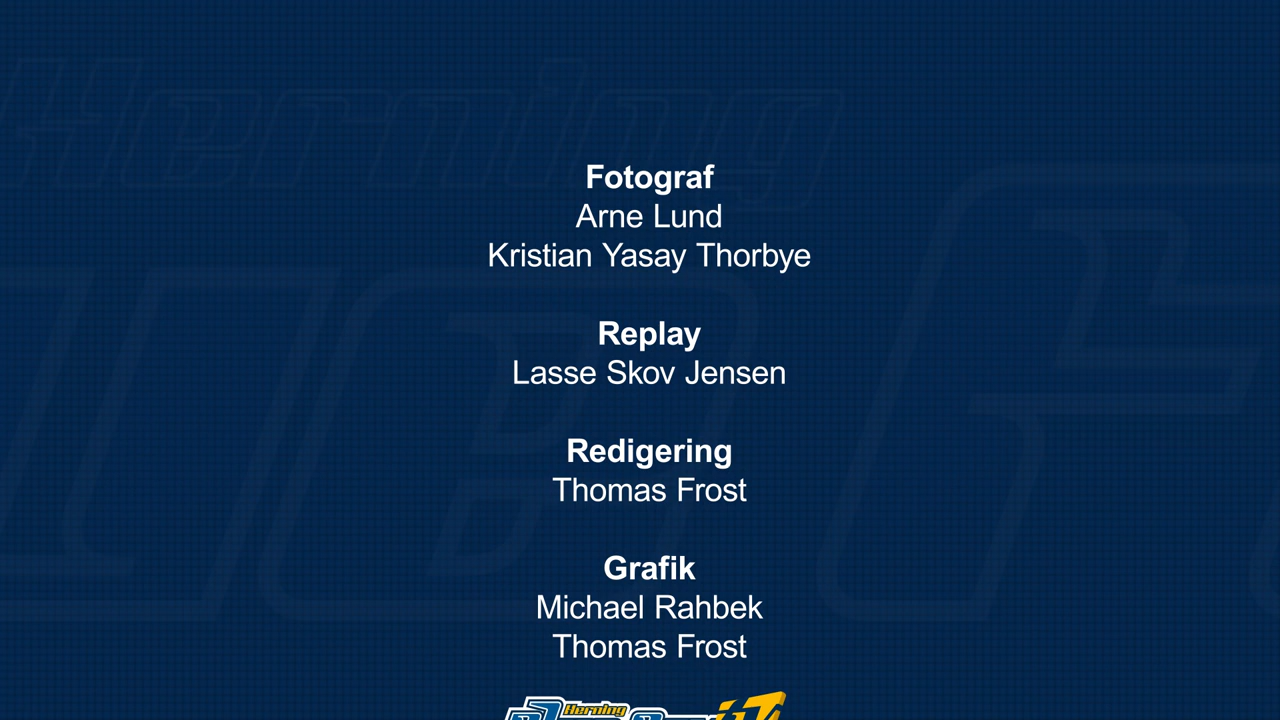 Herning
Fotograf
Arne Lund
Kristian Yasay Thorbye
Replay
Lasse Skov Jensen
Redigering
Thomas Frost
Grafik
Michael Rahbek
Thomas Frost
Herning